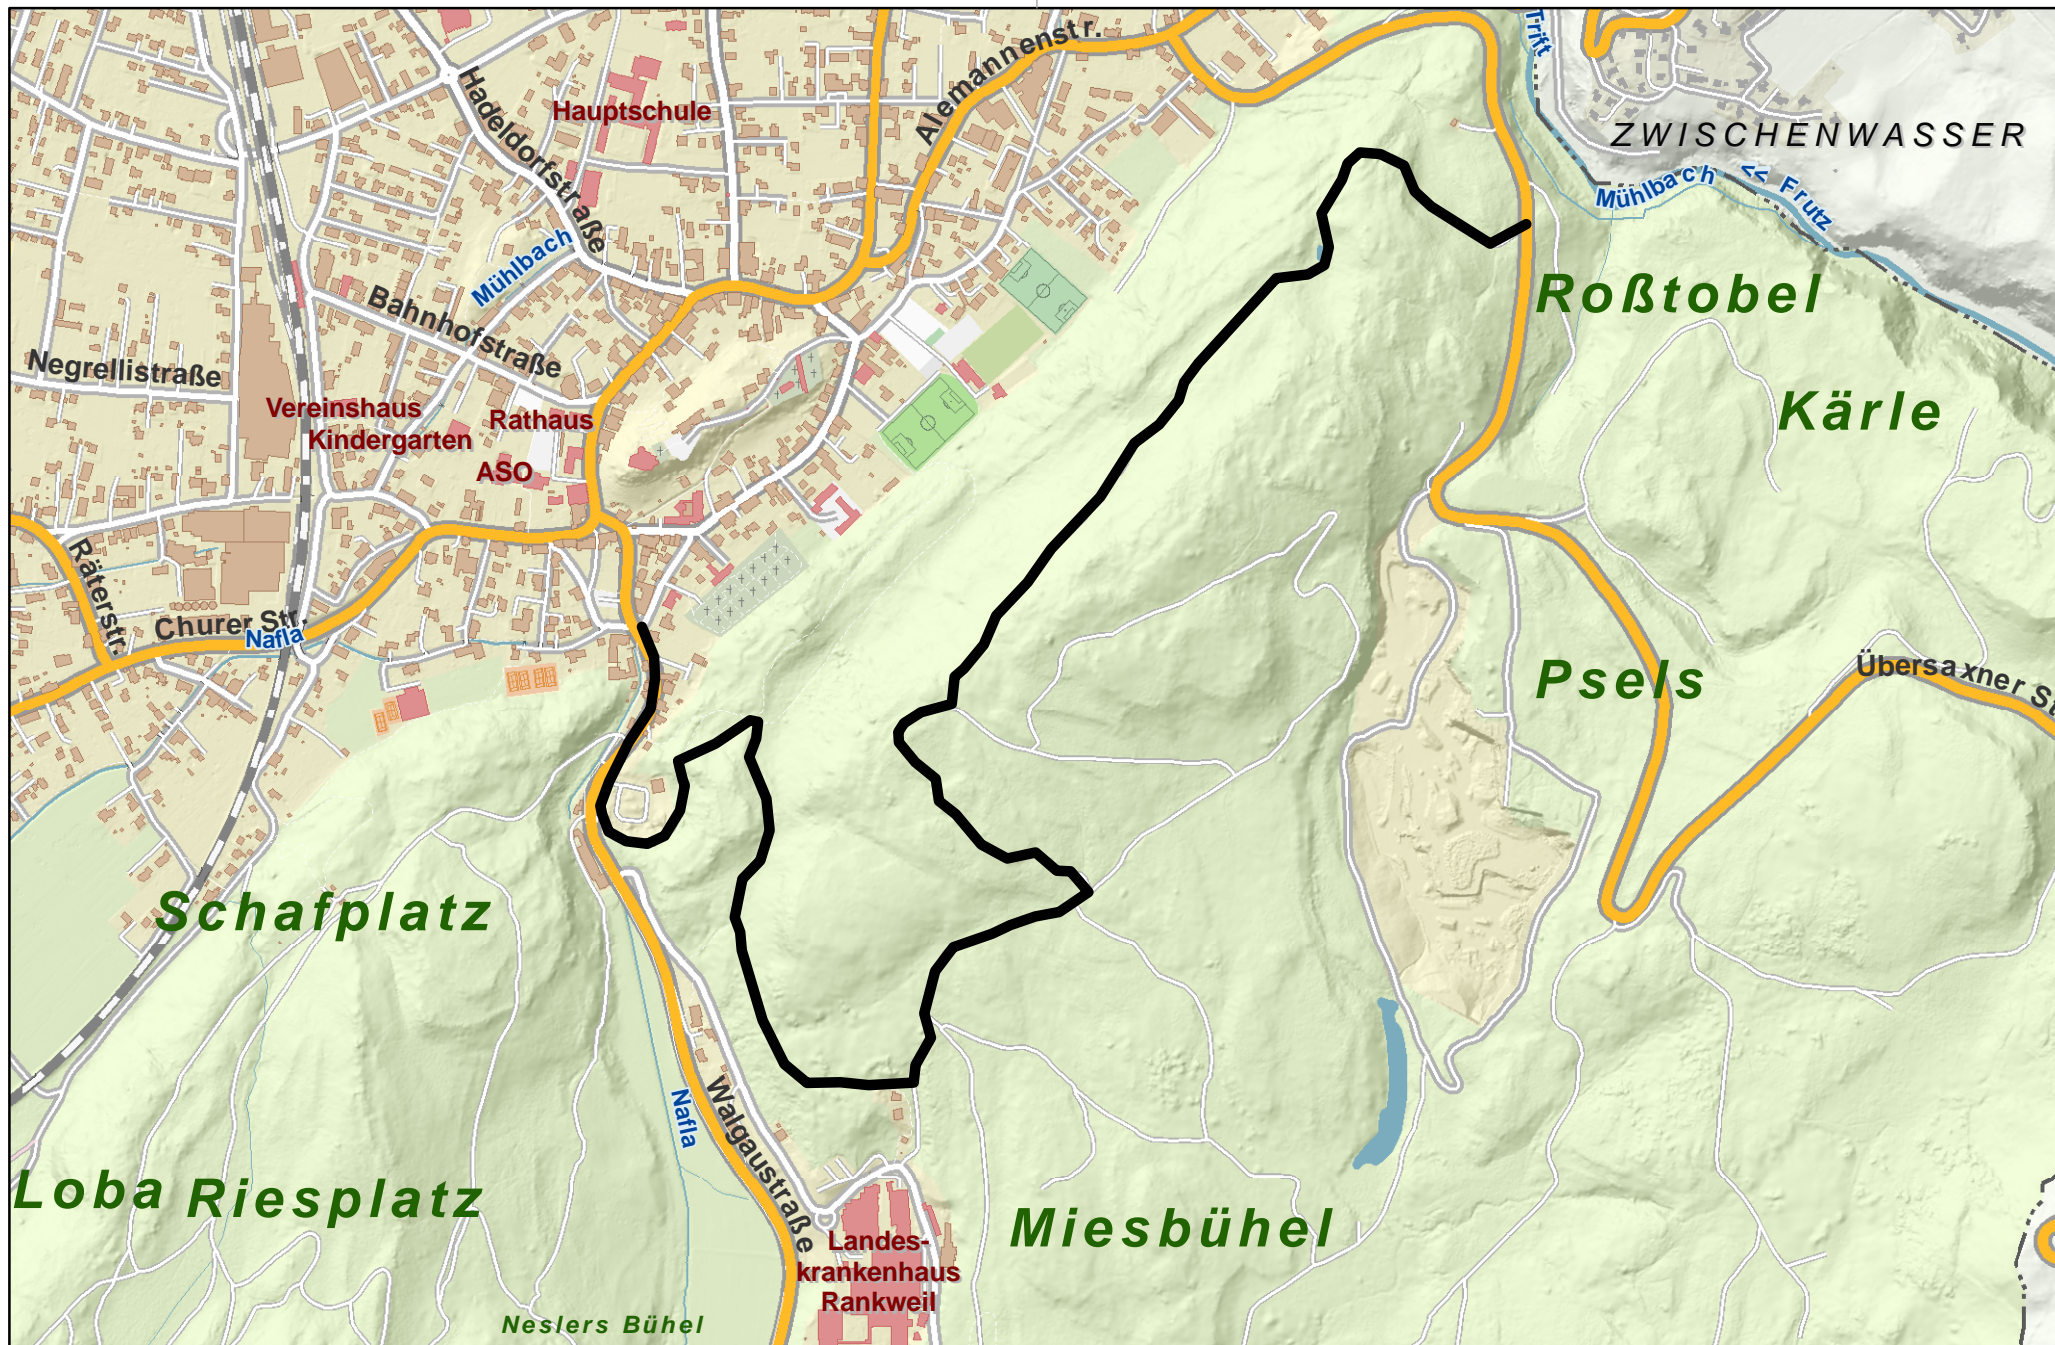 Trift
Alemannenstr.
Hadeldorfstraße
Hauptschule
ZWISCHENWASSER
Mühlbach
<< Frutz
Mühlbach
Roßtobel
Bahnhofstraße
Negrellistraße
Vereinshaus
Kindergarten
Rathaus
ASO
Kärle
Räterstr.
Churer Str.
Nafla
Psels
Übersaxner St
Schafplatz
Nafla
Walgaustraße
Loba
Riesplatz
Miesbühel
Landes-
krankenhaus
Rankweil
Neslers Bühel